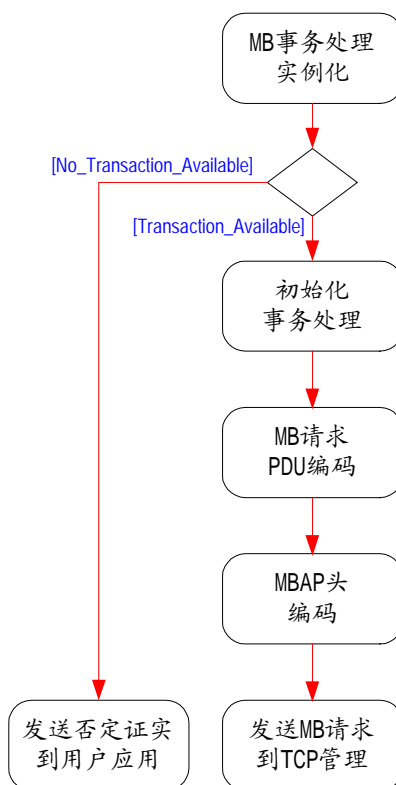 MB事务处理
实例化
[No_Transaction_Available]
[Transaction_Available]
初始化
事务处理
MB请求
PDU编码
MBAP头
编码
发送否定证实
到用户应用
发送MB请求
到TCP管理